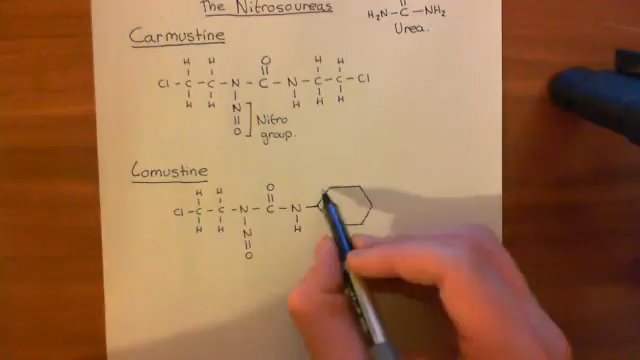 The Nitrosoureas
H₂N-C-NH₂
Urea.
Carmustine
H H O H H
Cl-C-C-N-C-N-C-C-Cl
H H N H H H
O
Nitro
group.
Lomustine
H H O
Cl-C-C-N-C-N-
H H N H
O